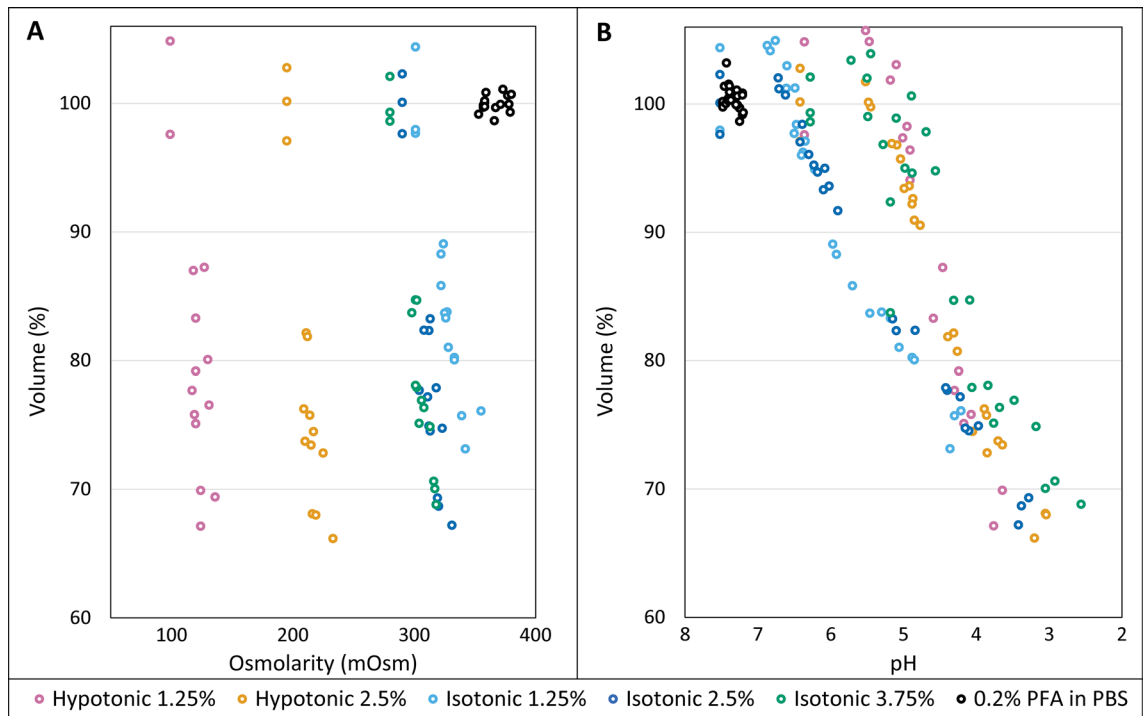 A
B
100
90
80
70
60
Volume (%)
100
200
300
400
Osmolarity (mOsm)
100
90
80
70
60
Volume (%)
8
7
6
5
4
3
2
pH
Hypotonic 1.25%
Hypotonic 2.5%
Isotonic 1.25%
Isotonic 2.5%
Isotonic 3.75%
0.2% PFA in PBS